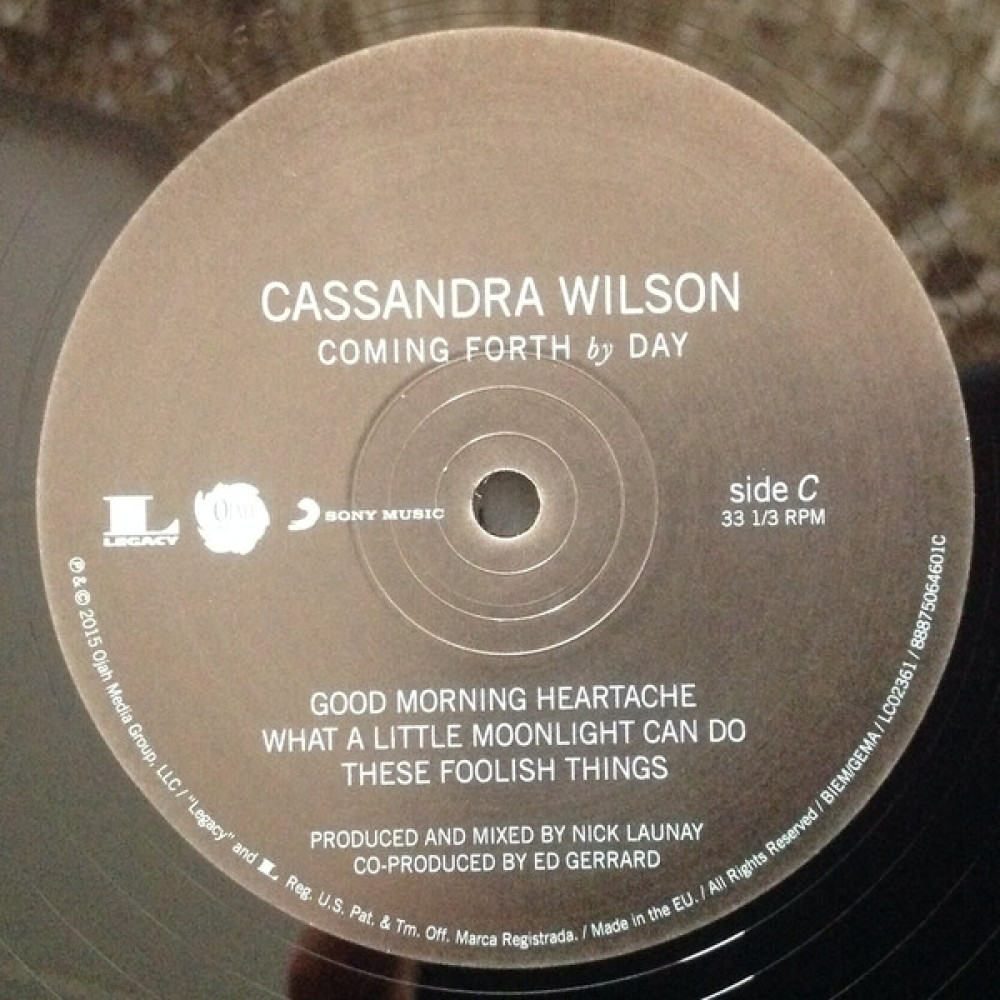 CASSANDRA WILSON
COMING FORTH by DAY
L
LEGACY
OJAH
SONY MUSIC
side C
33 1/3 RPM
GOOD MORNING HEARTACHE
WHAT A LITTLE MOONLIGHT CAN DO
THESE FOOLISH THINGS
PRODUCED AND MIXED BY NICK LAUNAY
CO-PRODUCED BY ED GERRARD
℗ & © 2015 Ojah Media Group, LLC / "Legacy" and L Reg. U.S. Pat. & Tm. Off. Marca Registrada. / Made in the EU. / All Rights Reserved / BIEM/GEMA / LC02361 / 88875064601C